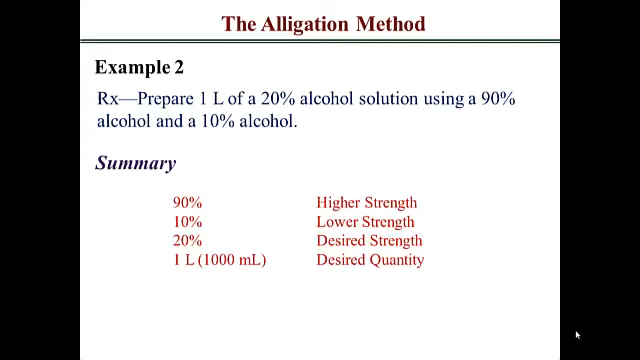 The Alligation Method
Example 2
Rx—Prepare 1 L of a 20% alcohol solution using a 90%
alcohol and a 10% alcohol.
Summary
90% Higher Strength
10% Lower Strength
20% Desired Strength
1 L (1000 mL) Desired Quantity